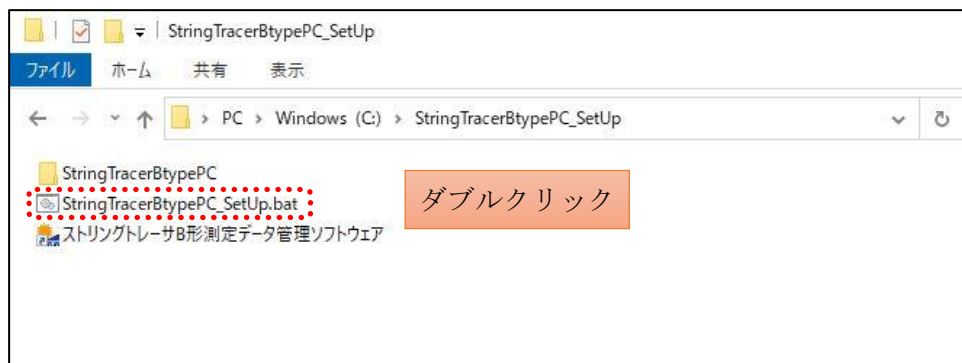 StringTracerBtypePC_SetUp
ファイル ホーム 共有 表示
PC > Windows (C:) > StringTracerBtypePC_SetUp
StringTracerBtypePC
StringTracerBtypePC_SetUp.bat
ダブルクリック
ストリングトレーサB形測定データ管理ソフトウェア